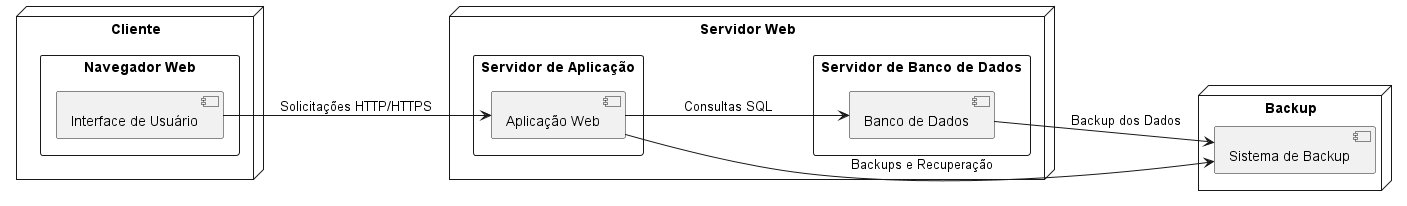 Cliente
Navegador Web
Interface de Usuário
Solicitações HTTP/HTTPS
Servidor Web
Servidor de Aplicação
Aplicação Web
Consultas SQL
Servidor de Banco de Dados
Banco de Dados
Backups e Recuperação
Backup dos Dados
Backup
Sistema de Backup